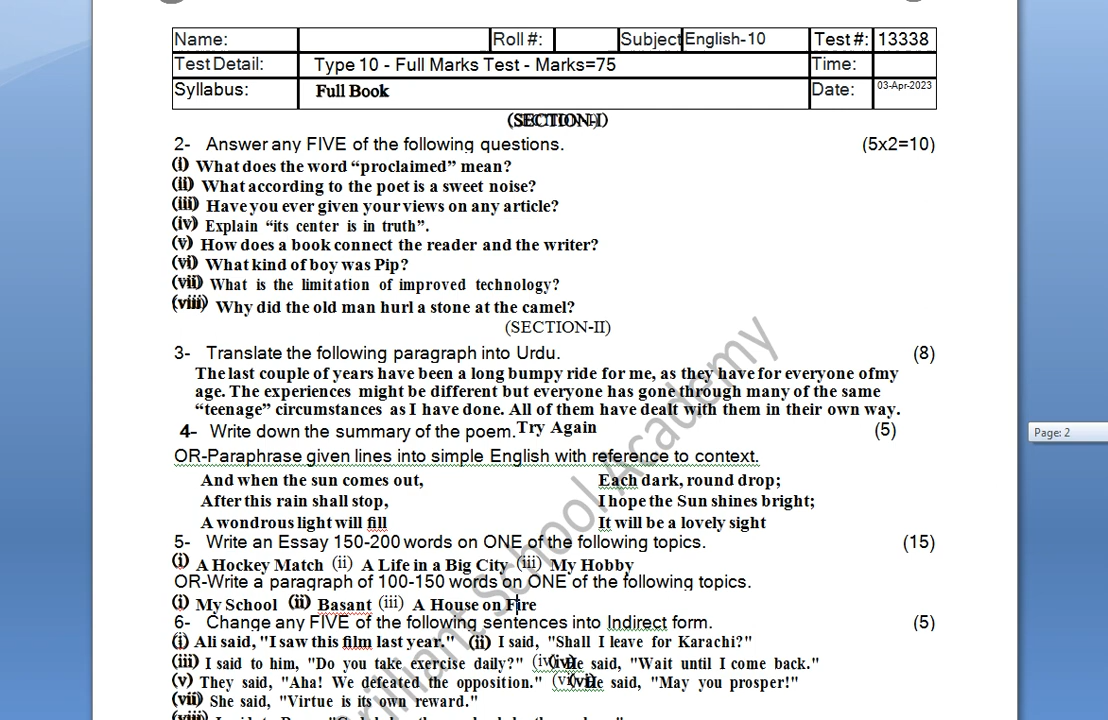 Name: Roll #: Subject English-10 Test#: 13338
Test Detail: Type 10 - Full Marks Test - Marks=75 Time:
Syllabus: Full Book Date: 03-Apr-2023
(SECTION-I)
2- Answer any FIVE of the following questions. (5x2=10)
(i) What does the word “proclaimed” mean?
(ii) What according to the poet is a sweet noise?
(iii) Have you ever given your views on any article?
(iv) Explain “its center is in truth”.
(v) How does a book connect the reader and the writer?
(vi) What kind of boy was Pip?
(vii) What is the limitation of improved technology?
(viii) Why did the old man hurl a stone at the camel?
(SECTION-II)
3- Translate the following paragraph into Urdu. (8)
The last couple of years have been a long bumpy ride for me, as they have for everyone ofmy
age. The experiences might be different but everyone has gone through many of the same
“teenage” circumstances as I have done. All of them have dealt with them in their own way.
4- Write down the summary of the poem. Try Again (5)
OR-Paraphrase given lines into simple English with reference to context.
And when the sun comes out, Each dark, round drop;
After this rain shall stop, I hope the Sun shines bright;
A wondrous light will fill It will be a lovely sight
5- Write an Essay 150-200 words on ONE of the following topics. (15)
(i) A Hockey Match (ii) A Life in a Big City (iii) My Hobby
OR-Write a paragraph of 100-150 words on ONE of the following topics.
(i) My School (ii) Basant (iii) A House on Fire
6- Change any FIVE of the following sentences into Indirect form. (5)
(i) Ali said, "I saw this film last year." (ii) I said, "Shall I leave for Karachi?"
(iii) I said to him, "Do you take exercise daily?" (iv) He said, "Wait until I come back."
(v) They said, "Aha! We defeated the opposition." (vi) He said, "May you prosper!"
(vii) She said, "Virtue is its own reward."
Brilliant School Academy
Page: 2